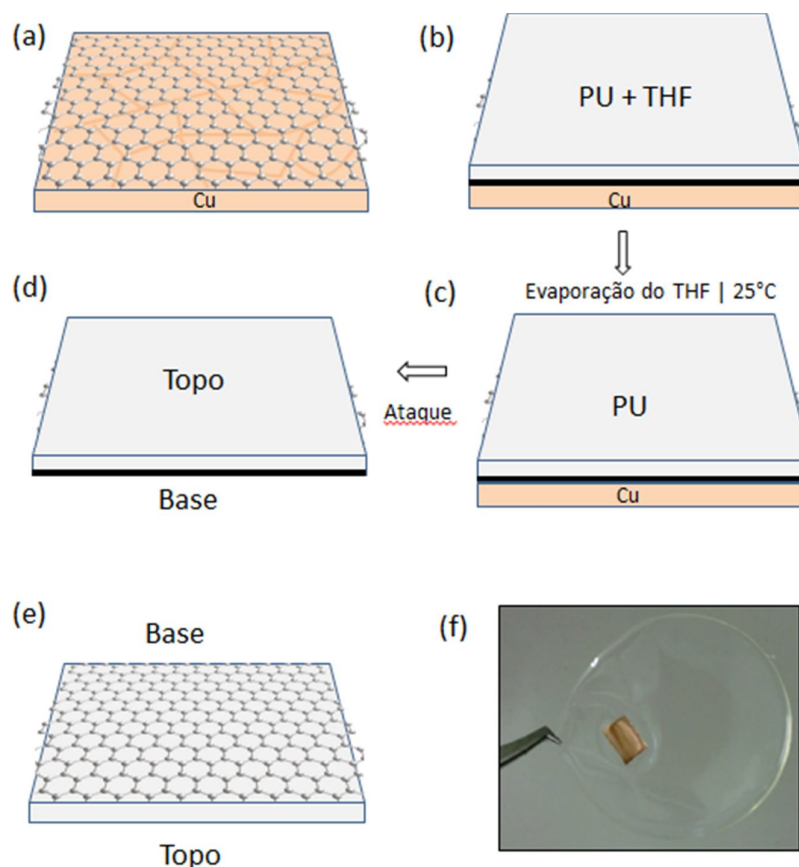 (a)
Cu
(b)
PU + THF
Cu
Evaporação do THF | 25°C
(c)
PU
Cu
Ataque
(d)
Topo
Base
(e)
Base
Topo
(f)